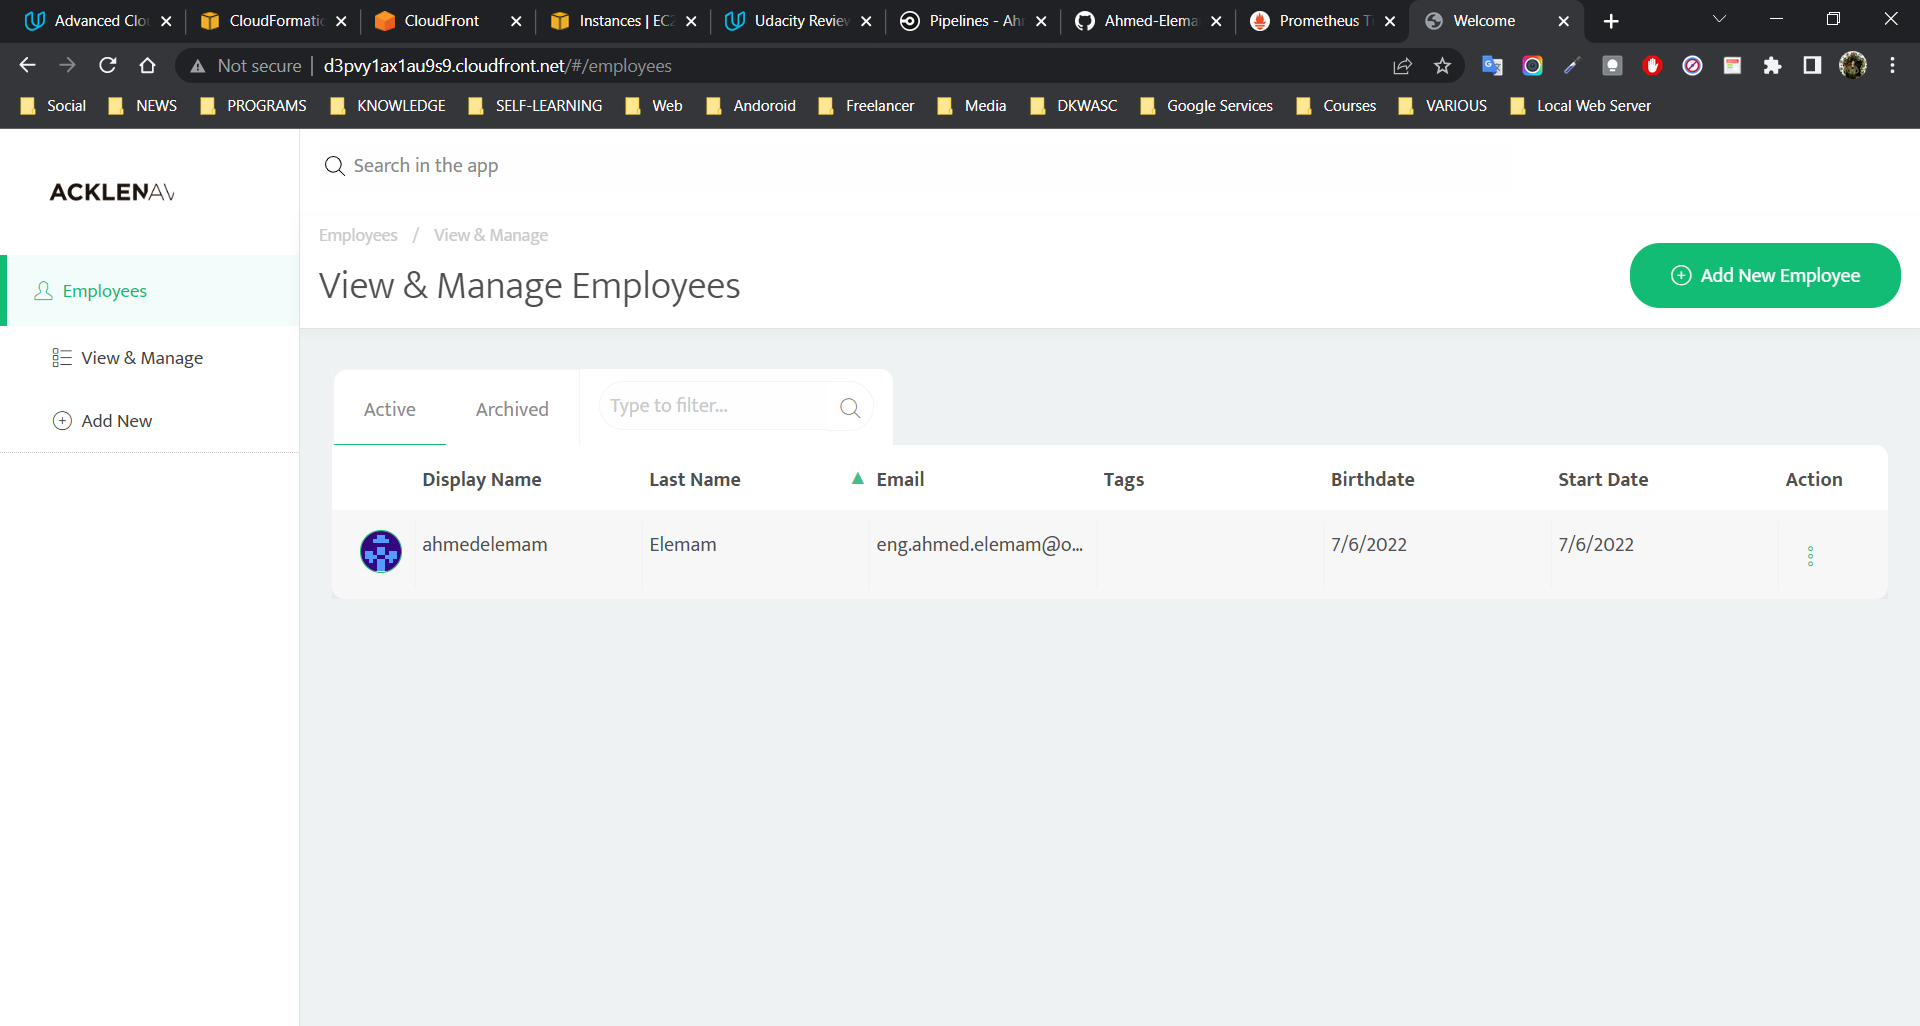 Advanced Clou CloudFormatio CloudFront Instances | EC2 Udacity Review Pipelines - Ah Ahmed-Elema Prometheus T Welcome
Not secure d3pvy1ax1au9s9.cloudfront.net/#/employees
Social NEWS PROGRAMS KNOWLEDGE SELF-LEARNING Web Andoroid Freelancer Media DKWASC Google Services Courses VARIOUS Local Web Server
Search in the app
ACKLENAV
Employees / View & Manage
View & Manage Employees
Add New Employee
Employees
View & Manage
Add New
Active Archived Type to filter...
Display Name Last Name Email Tags Birthdate Start Date Action
ahmedelemam Elemam eng.ahmed.elemam@o... 7/6/2022 7/6/2022